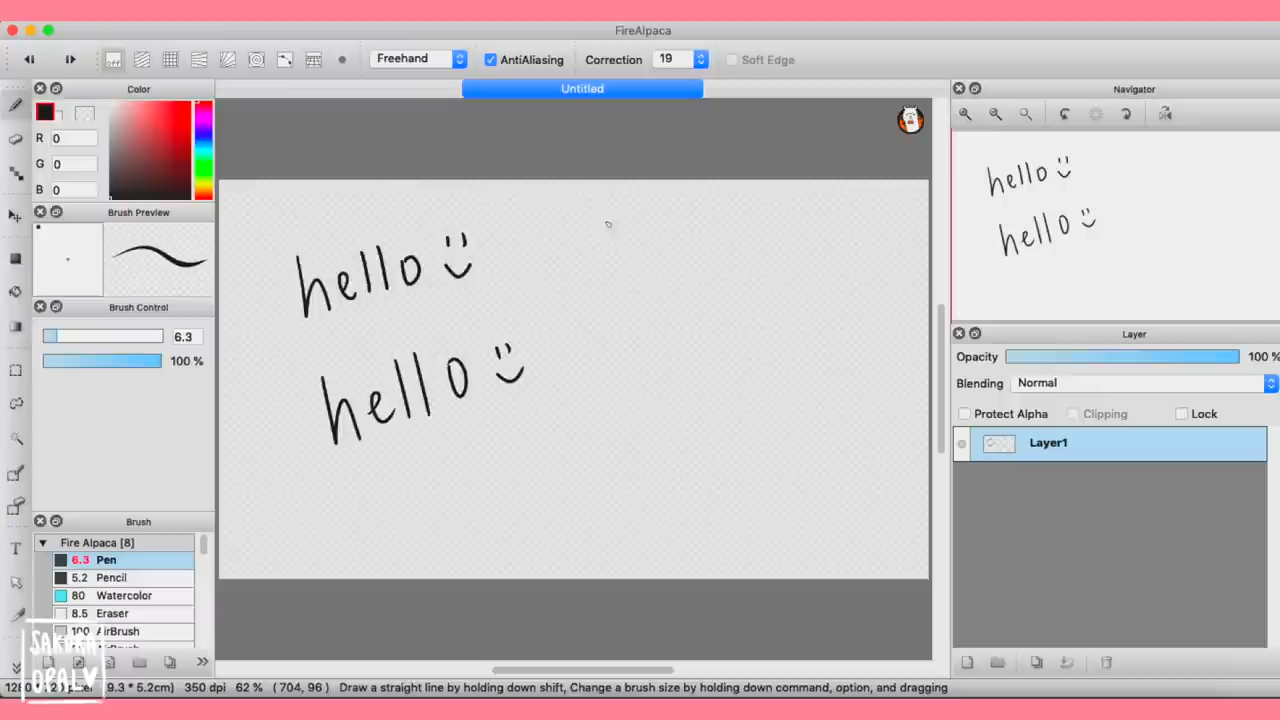 FireAlpaca
off Freehand AntiAliasing Correction 19 Soft Edge
Color Untitled Navigator
R 0
G 0
B 0
Brush Preview
Brush Control
6.3
100 %
hello
hello
hello
hello
Layer
Opacity 100 %
Blending Normal
Protect Alpha Clipping Lock
Layer1
Brush
Fire Alpaca [8]
6.3 Pen
5.2 Pencil
80 Watercolor
8.5 Eraser
100 AirBrush
SAKURA
OPAL
9.3 * 5.2cm) 350 dpi 62 % (704, 96) Draw a straight line by holding down shift, Change a brush size by holding down command, option, and dragging